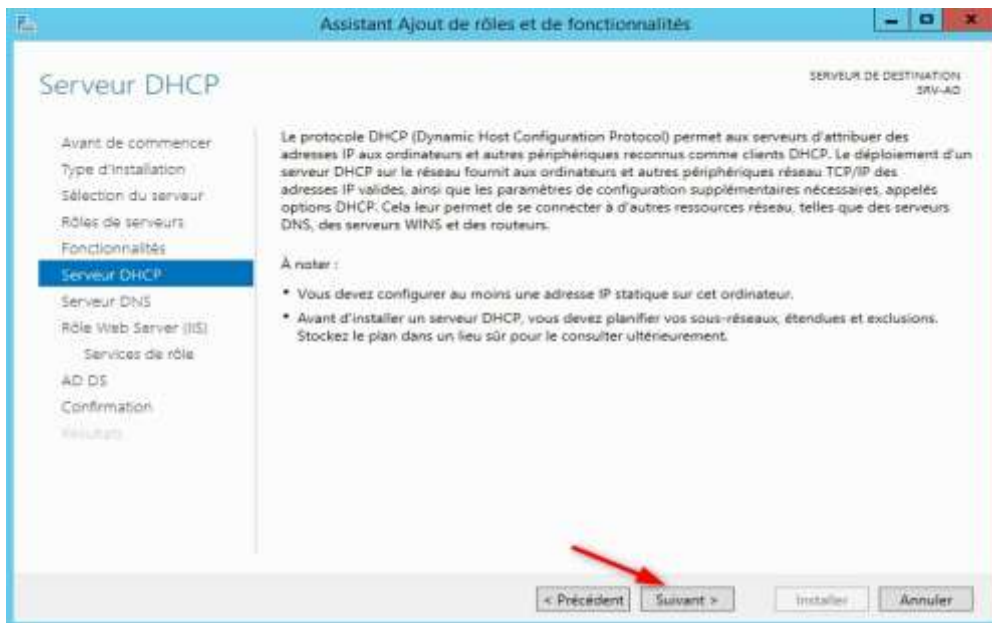 Assistant Ajout de rôles et de fonctionnalités
Serveur DHCP
SERVEUR DE DESTINATION
SRV-AD
Avant de commencer
Type d'installation
Sélection du serveur
Rôles de serveurs
Fonctionnalités
Serveur DHCP
Serveur DNS
Rôle Web Server (IIS)
Services de rôle
AD DS
Confirmation
Résultats
Le protocole DHCP (Dynamic Host Configuration Protocol) permet aux serveurs d'attribuer des
adresses IP aux ordinateurs et autres périphériques reconnus comme clients DHCP. Le déploiement d'un
serveur DHCP sur le réseau fournit aux ordinateurs et autres périphériques réseau TCP/IP des
adresses IP valides, ainsi que les paramètres de configuration supplémentaires nécessaires, appelés
options DHCP. Cela leur permet de se connecter à d'autres ressources réseau, telles que des serveurs
DNS, des serveurs WINS et des routeurs.
À noter :
• Vous devez configurer au moins une adresse IP statique sur cet ordinateur.
• Avant d'installer un serveur DHCP, vous devez planifier vos sous-réseaux, étendues et exclusions.
Stockez le plan dans un lieu sûr pour le consulter ultérieurement.
< Précédent
Suivant >
Installer
Annuler